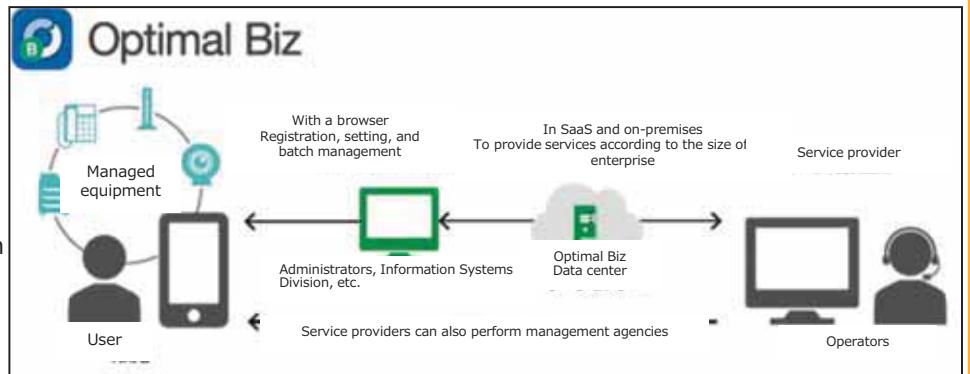 B
Optimal Biz
With a browser
Registration, setting, and
batch management
In SaaS and on-premises
To provide services according to the size of
enterprise
Service provider
Managed
equipment
Administrators, Information Systems
Division, etc.
Optimal Biz
Data center
User
Service providers can also perform management agencies
Operators